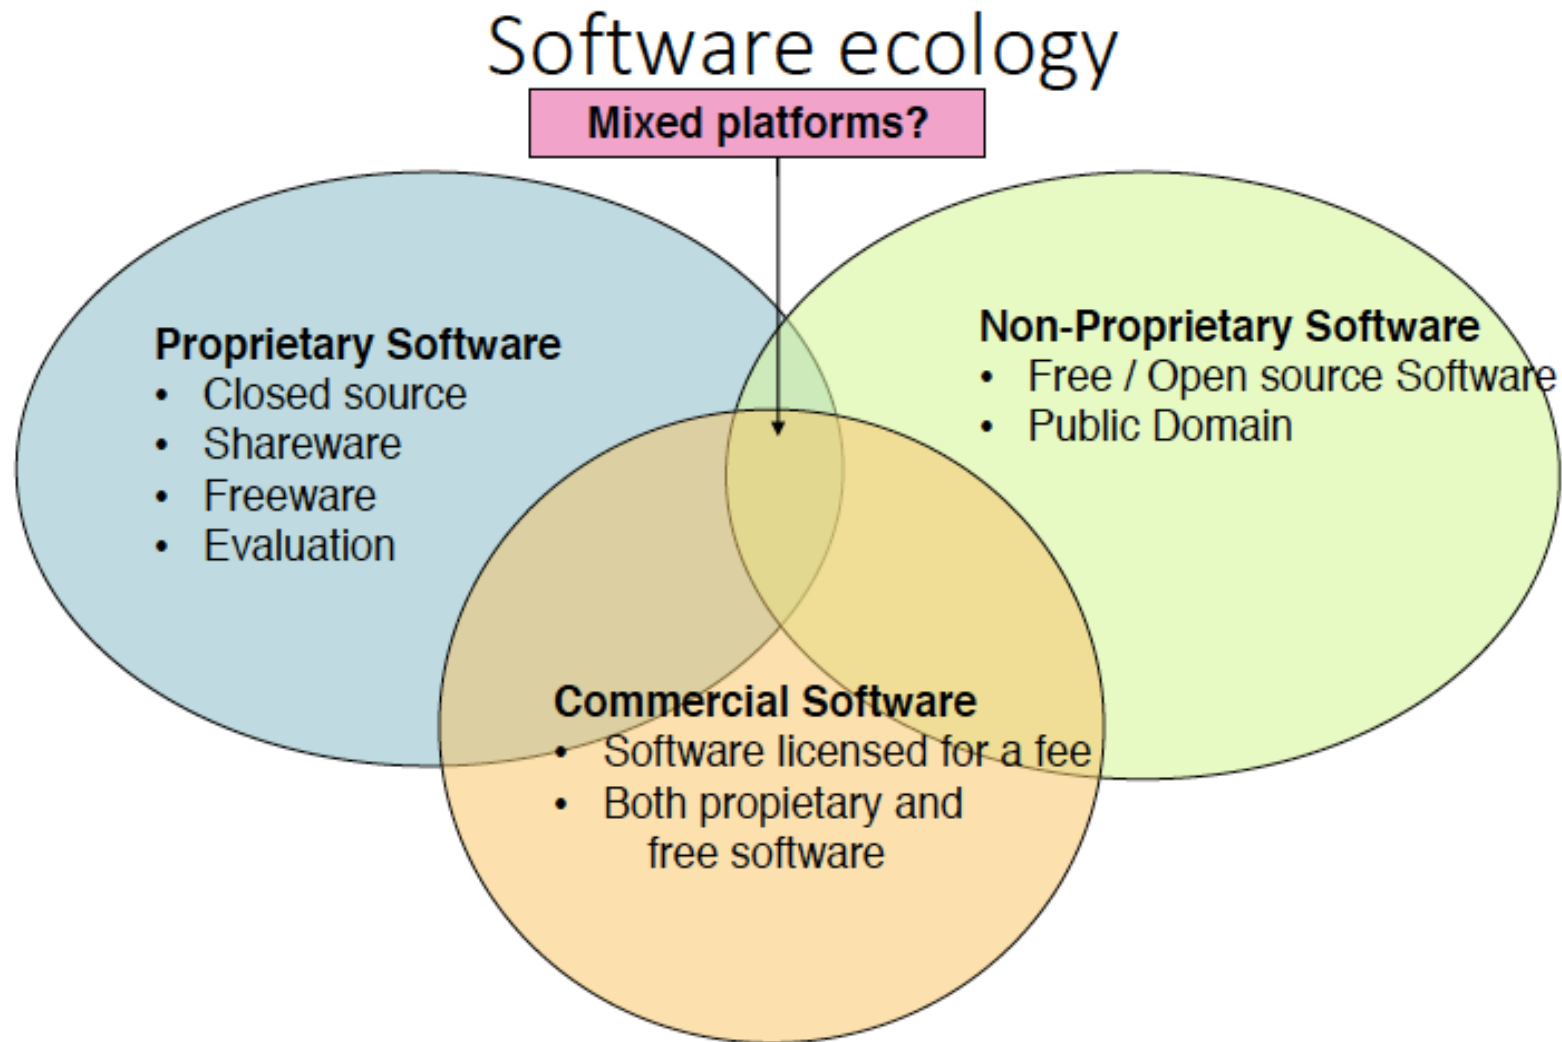 Software ecology
Mixed platforms?
Proprietary Software
• Closed source
• Shareware
• Freeware
• Evaluation
Non-Proprietary Software
• Free / Open source Software
• Public Domain
Commercial Software
• Software licensed for a fee
• Both propietary and
free software